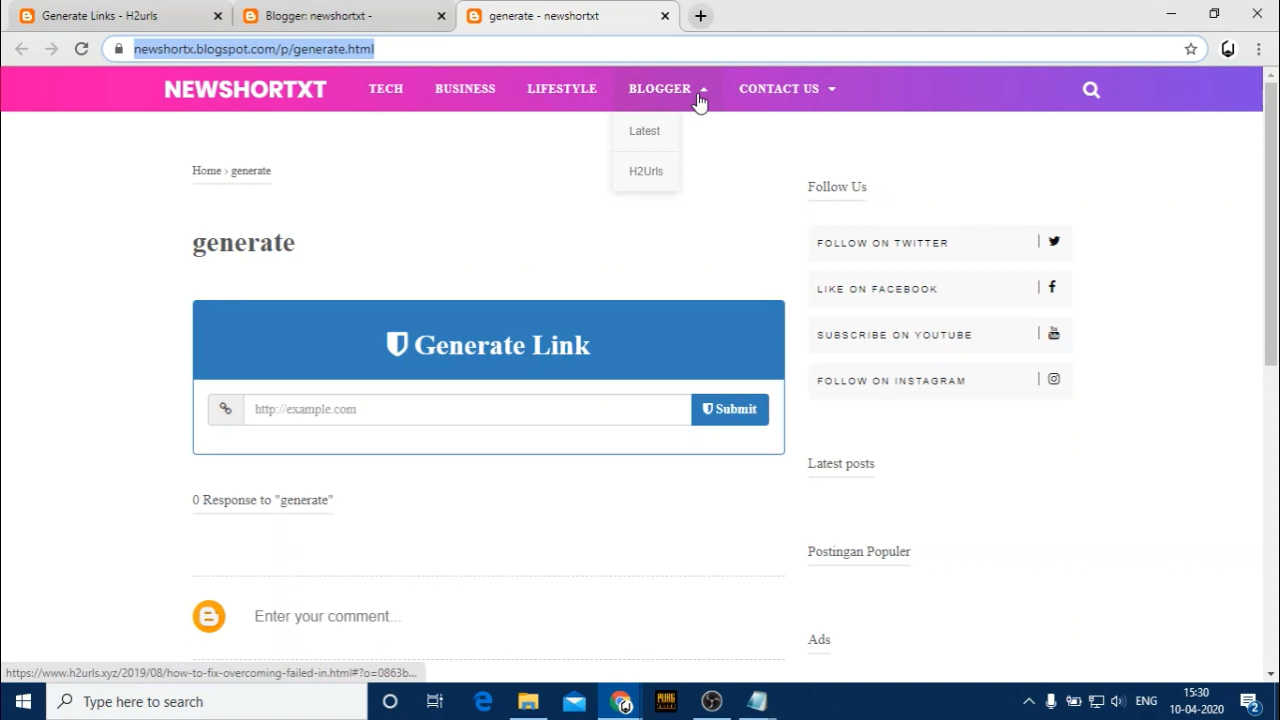 Generate Links - H2urls
Blogger: newshortxt -
generate - newshortxt
newshortx.blogspot.com/p/generate.html
NEWSHORTXT
TECH
BUSINESS
LIFESTYLE
BLOGGER
CONTACT US
Latest
H2Urls
Home › generate
generate
Generate Link
http://example.com
Submit
0 Response to "generate"
Enter your comment...
Follow Us
FOLLOW ON TWITTER
LIKE ON FACEBOOK
SUBSCRIBE ON YOUTUBE
FOLLOW ON INSTAGRAM
Latest posts
Postingan Populer
Ads
https://www.h2urls.xyz/2019/08/how-to-fix-overcoming-failed-in.html#?o=0863b...
Type here to search
PUBG
ENG
15:30
10-04-2020
2